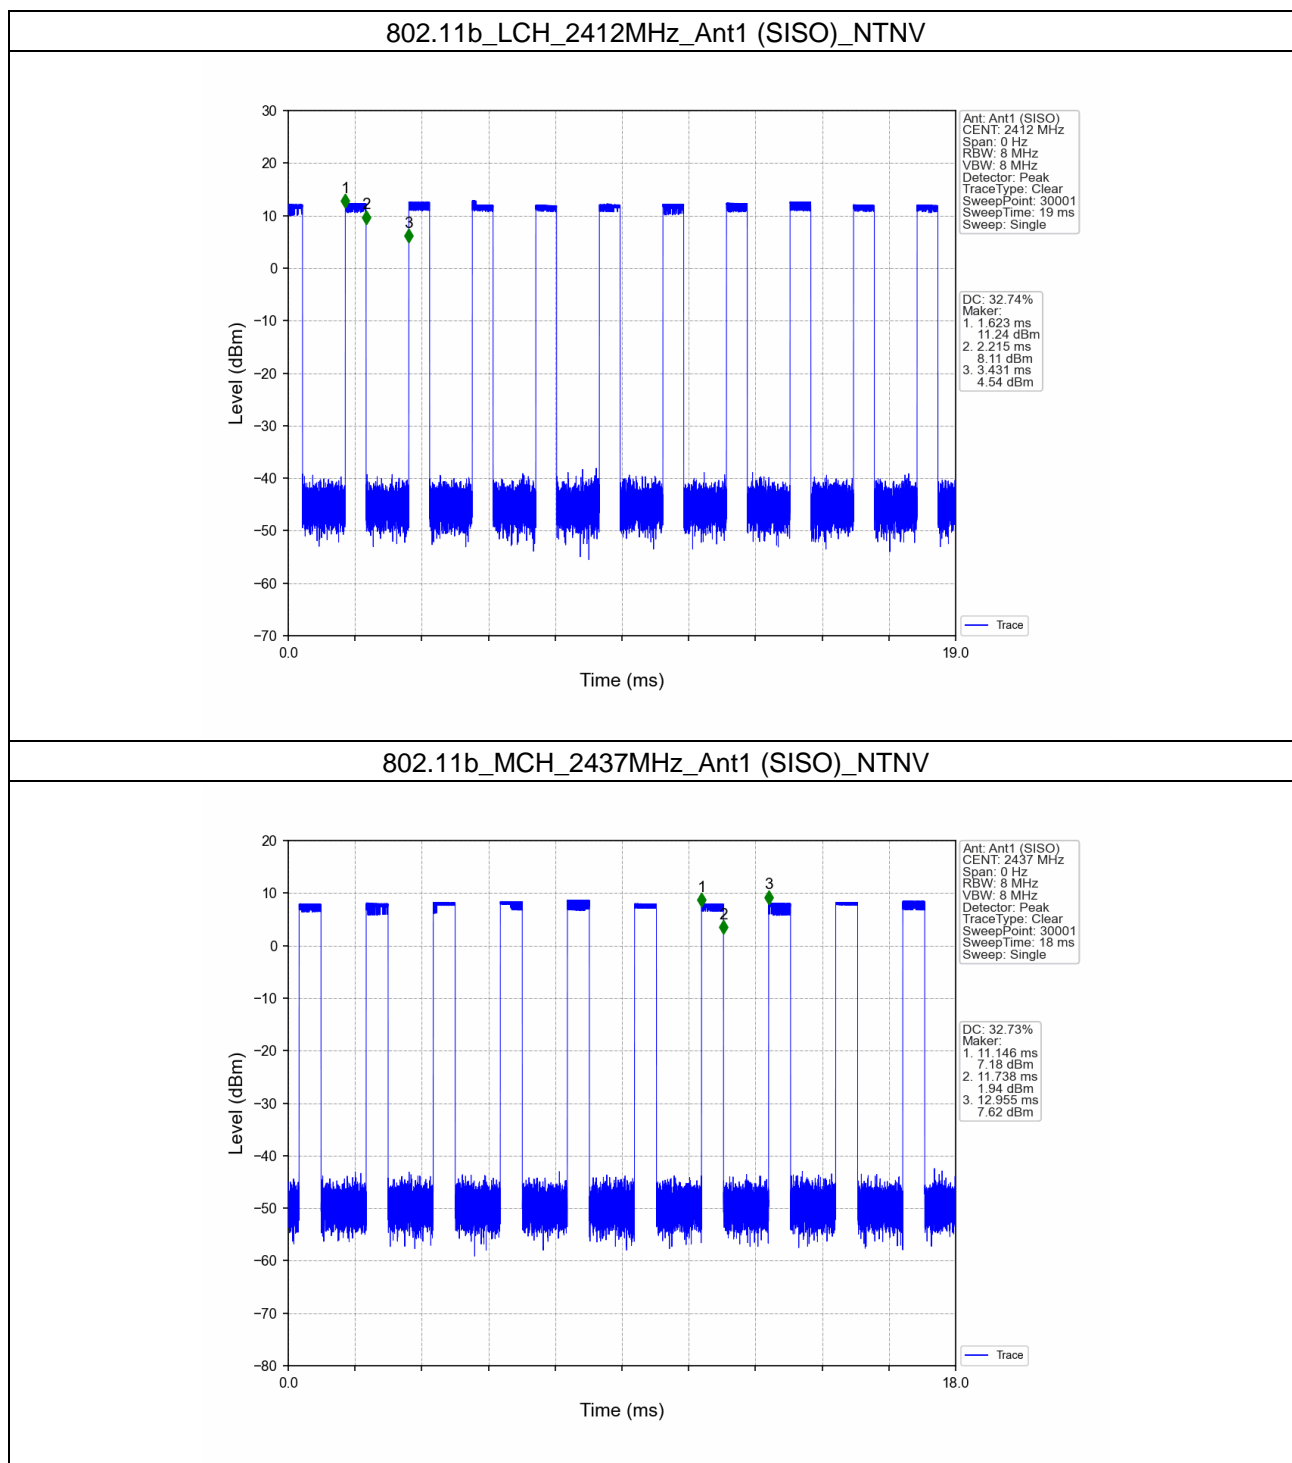 802.11b_LCH_2412MHz_Ant1 (SISO)_NTNV
30
20
10
0
−10
−20
−30
−40
−50
−60
−70
Level (dBm)
1
2
3
0.0
19.0
Time (ms)
Ant: Ant1 (SISO)
CENT: 2412 MHz
Span: 0 Hz
RBW: 8 MHz
VBW: 8 MHz
Detector: Peak
TraceType: Clear
SweepPoint: 30001
SweepTime: 19 ms
Sweep: Single
DC: 32.74%
Maker:
1. 1.623 ms
11.24 dBm
2. 2.215 ms
8.11 dBm
3. 3.431 ms
4.54 dBm
Trace
802.11b_MCH_2437MHz_Ant1 (SISO)_NTNV
20
10
0
−10
−20
−30
−40
−50
−60
−70
−80
Level (dBm)
1
2
3
0.0
18.0
Time (ms)
Ant: Ant1 (SISO)
CENT: 2437 MHz
Span: 0 Hz
RBW: 8 MHz
VBW: 8 MHz
Detector: Peak
TraceType: Clear
SweepPoint: 30001
SweepTime: 18 ms
Sweep: Single
DC: 32.73%
Maker:
1. 11.146 ms
7.18 dBm
2. 11.738 ms
1.94 dBm
3. 12.955 ms
7.62 dBm
Trace